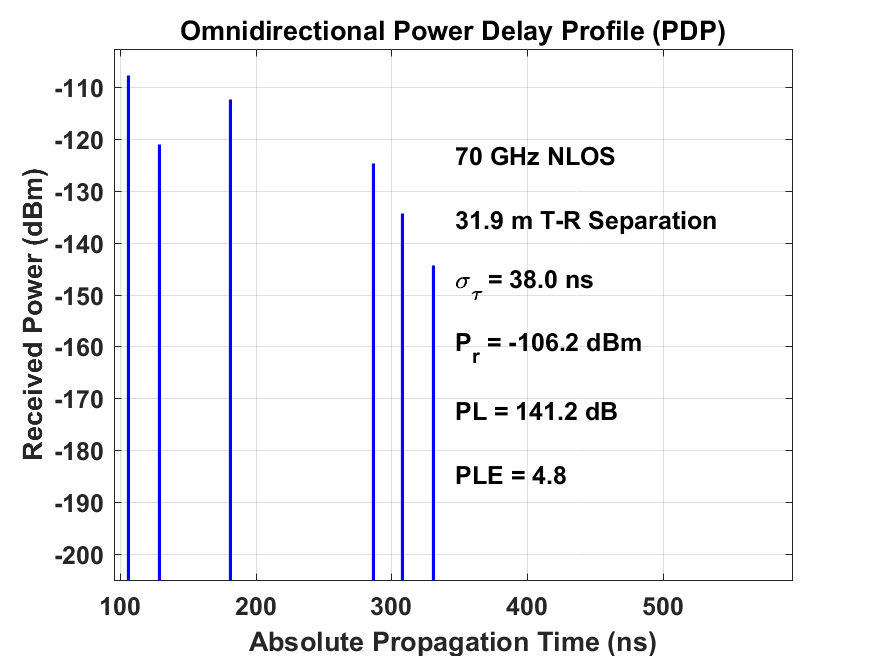 Omnidirectional Power Delay Profile (PDP)
Received Power (dBm)
-110
-120
-130
-140
-150
-160
-170
-180
-190
-200
70 GHz NLOS
31.9 m T-R Separation
σ_τ = 38.0 ns
P_r = -106.2 dBm
PL = 141.2 dB
PLE = 4.8
100 200 300 400 500
Absolute Propagation Time (ns)